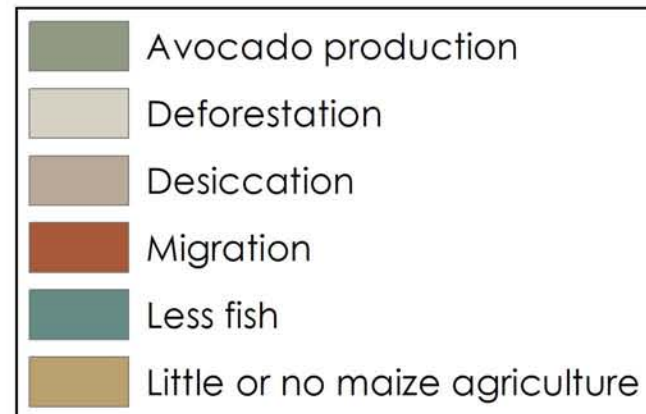 Avocado production
Deforestation
Desiccation
Migration
Less fish
Little or no maize agriculture